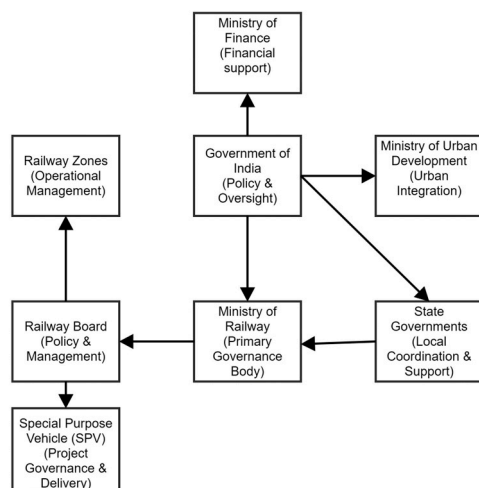 Ministry of
Finance
(Financial
support)
Railway Zones
(Operational
Management)
Government of
India
(Policy &
Oversight)
Ministry of Urban
Development
(Urban
Integration)
Railway Board
(Policy &
Management)
Ministry of
Railway
(Primary
Governance
Body)
State
Governments
(Local
Coordination &
Support)
Special Purpose
Vehicle (SPV)
(Project
Governance &
Delivery)